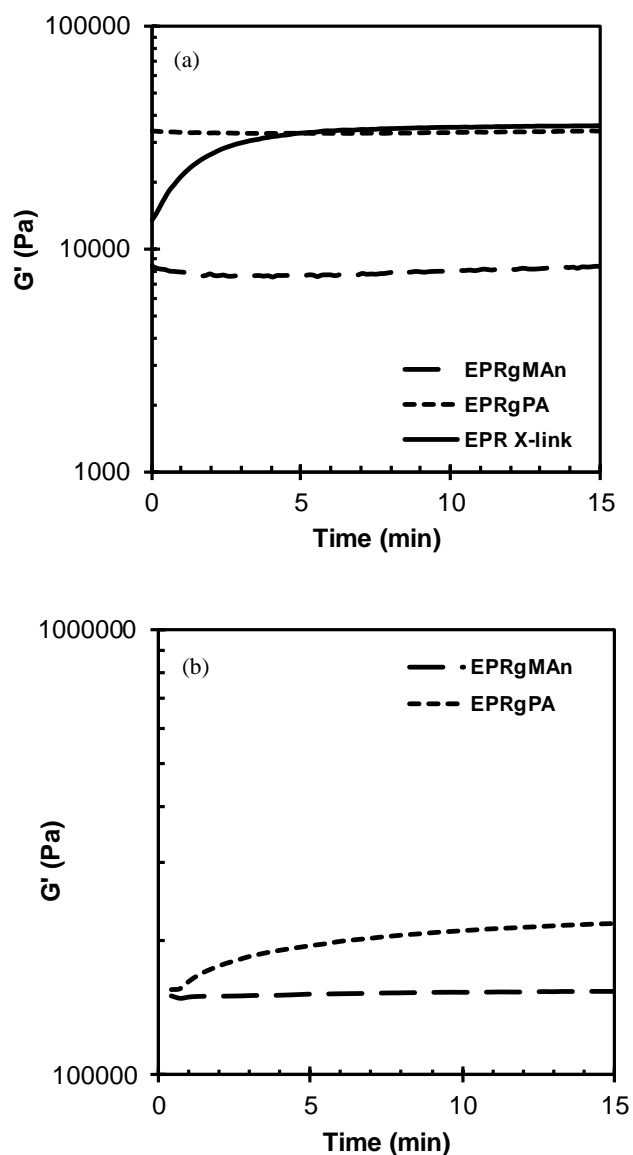 100000
(a)
10000
G' (Pa)
EPRgMAn
EPRgPA
EPR X-link
1000
0 5 10 15
Time (min)
1000000
(b)
EPRgMAn
EPRgPA
G' (Pa)
100000
0 5 10 15
Time (min)